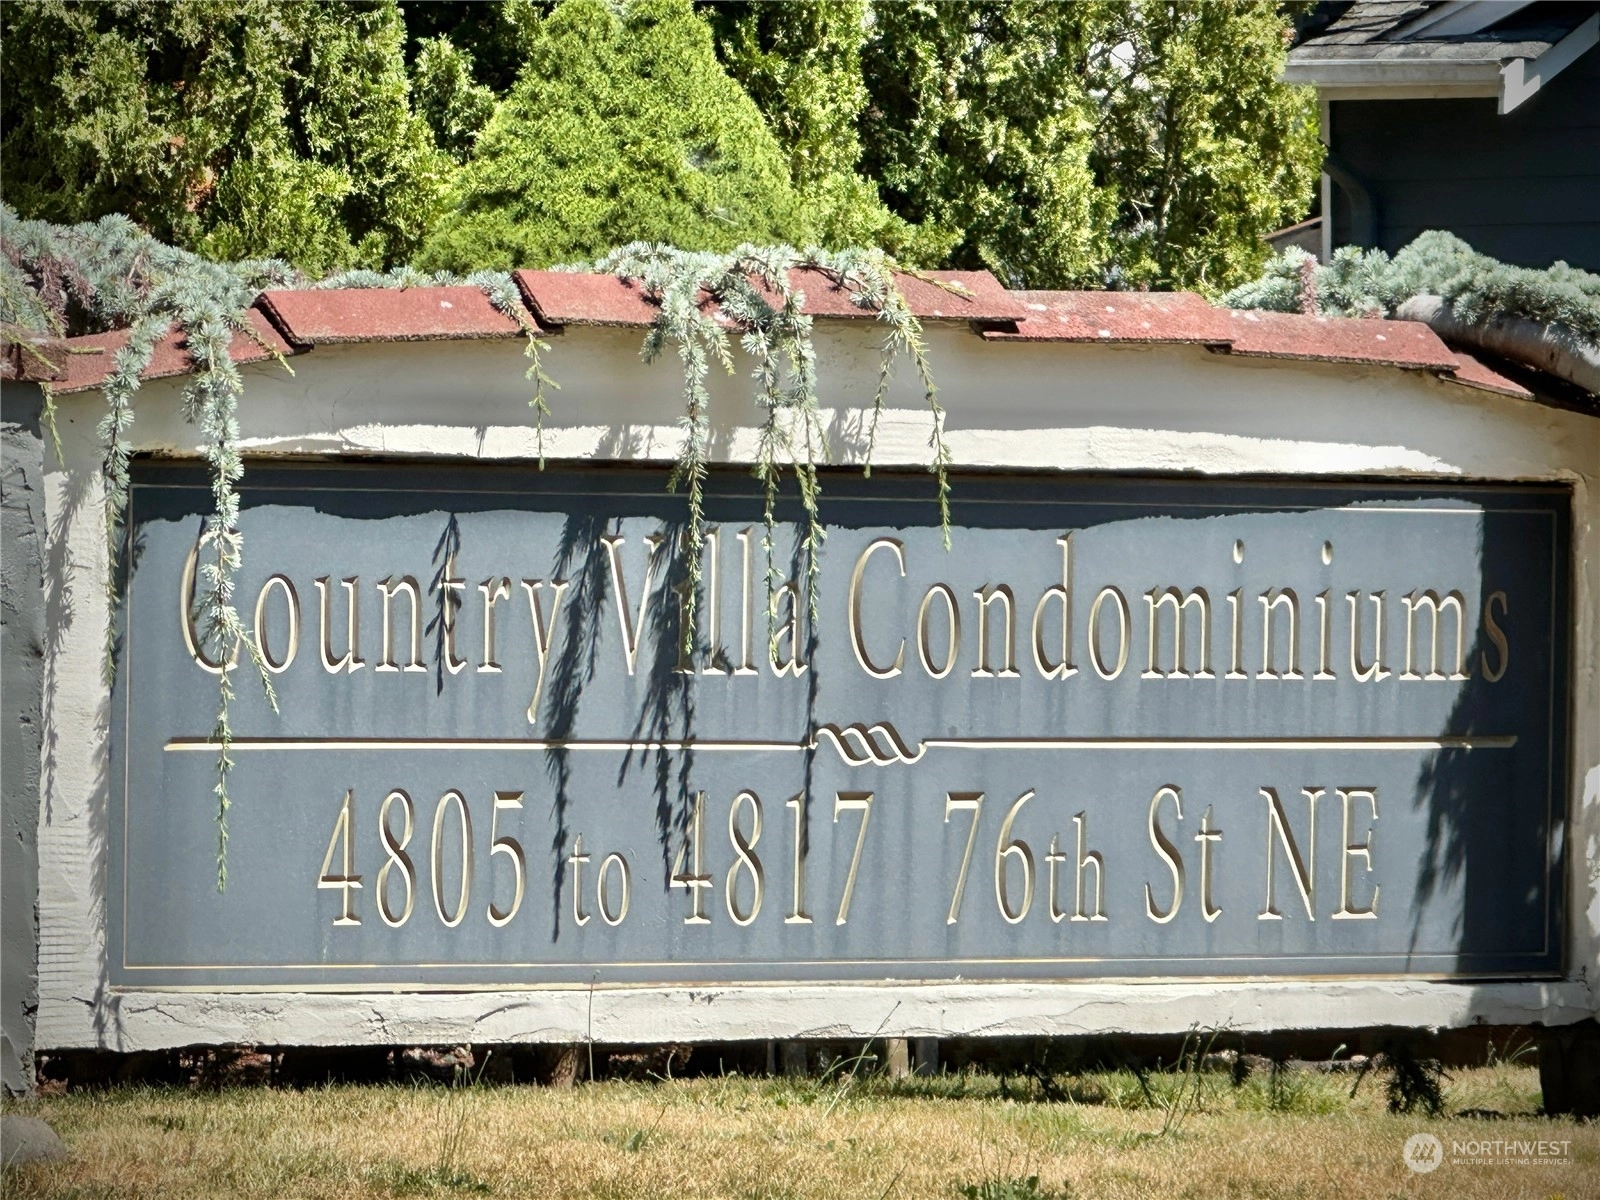 Country Villa Condominiums
4805 to 4817 76th St NE
NORTHWEST
MULTIPLE LISTING SERVICE